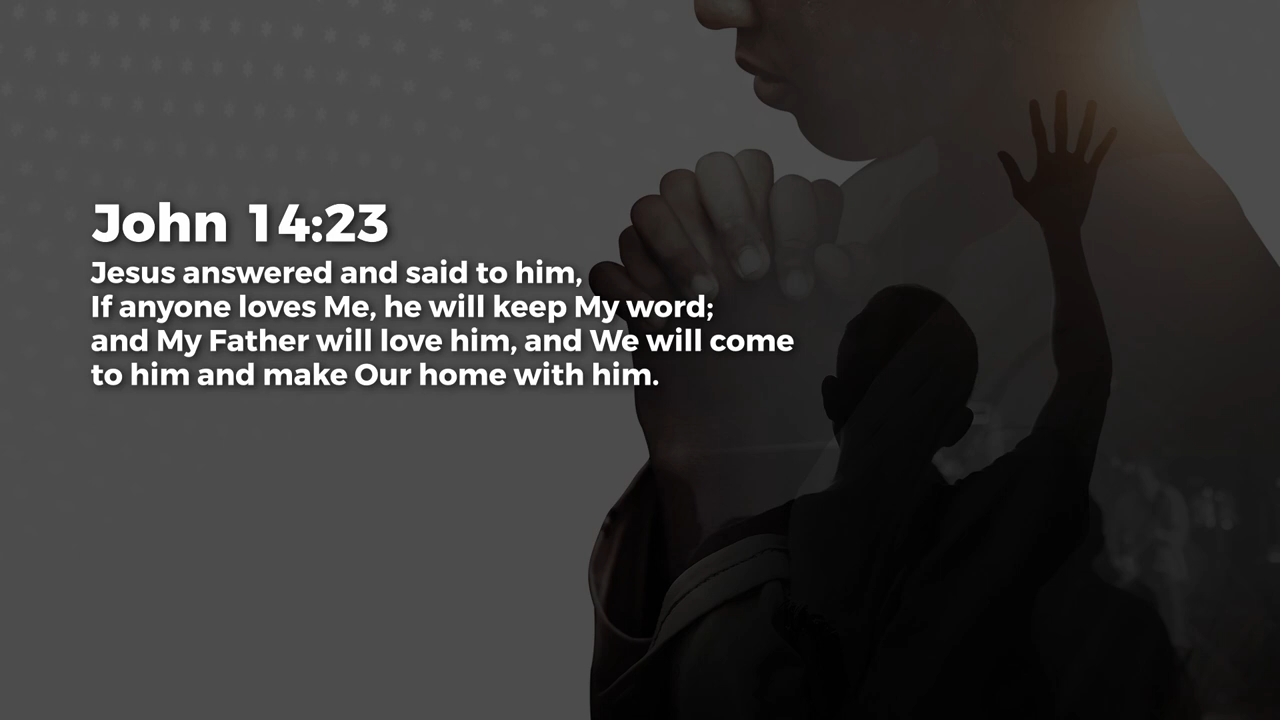 John 14:23
Jesus answered and said to him,
If anyone loves Me, he will keep My word;
and My Father will love him, and We will come
to him and make Our home with him.